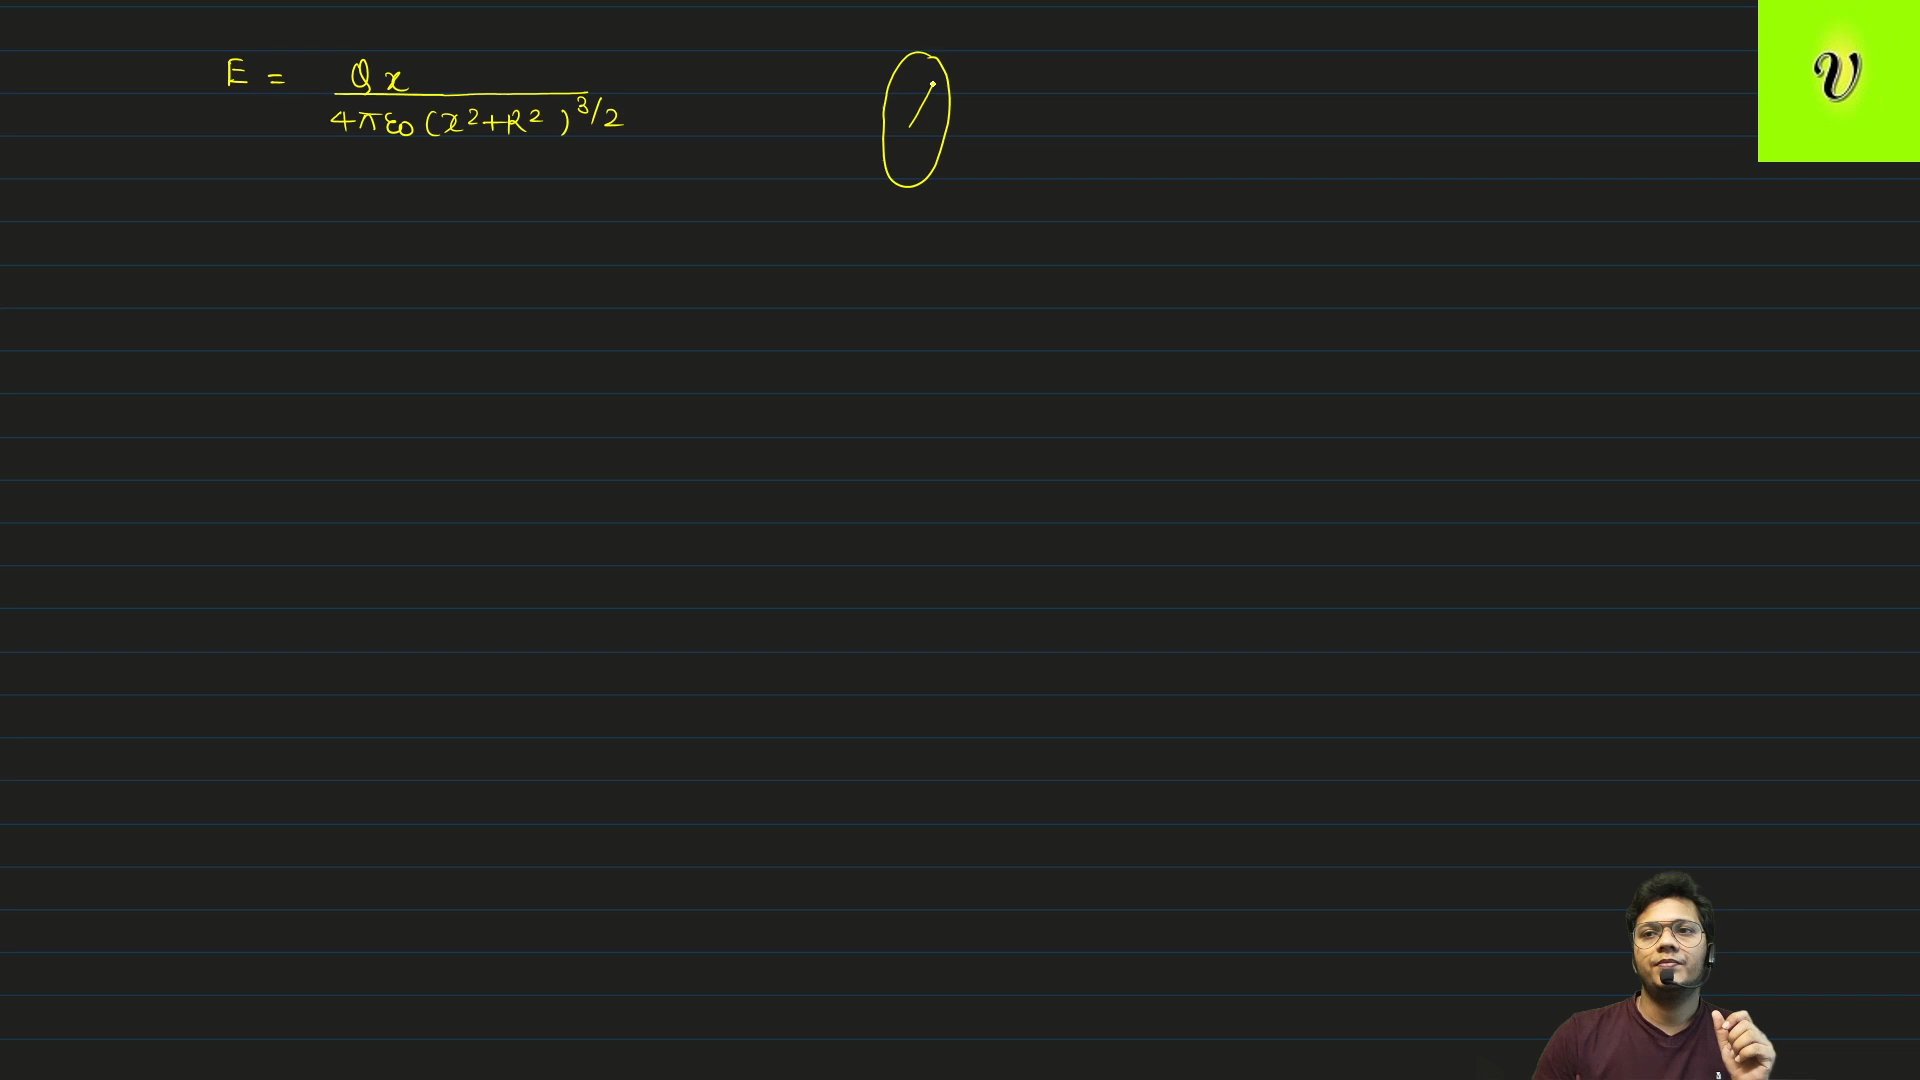 E = Qx / 4πε0 (x²+R²)^3/2
v